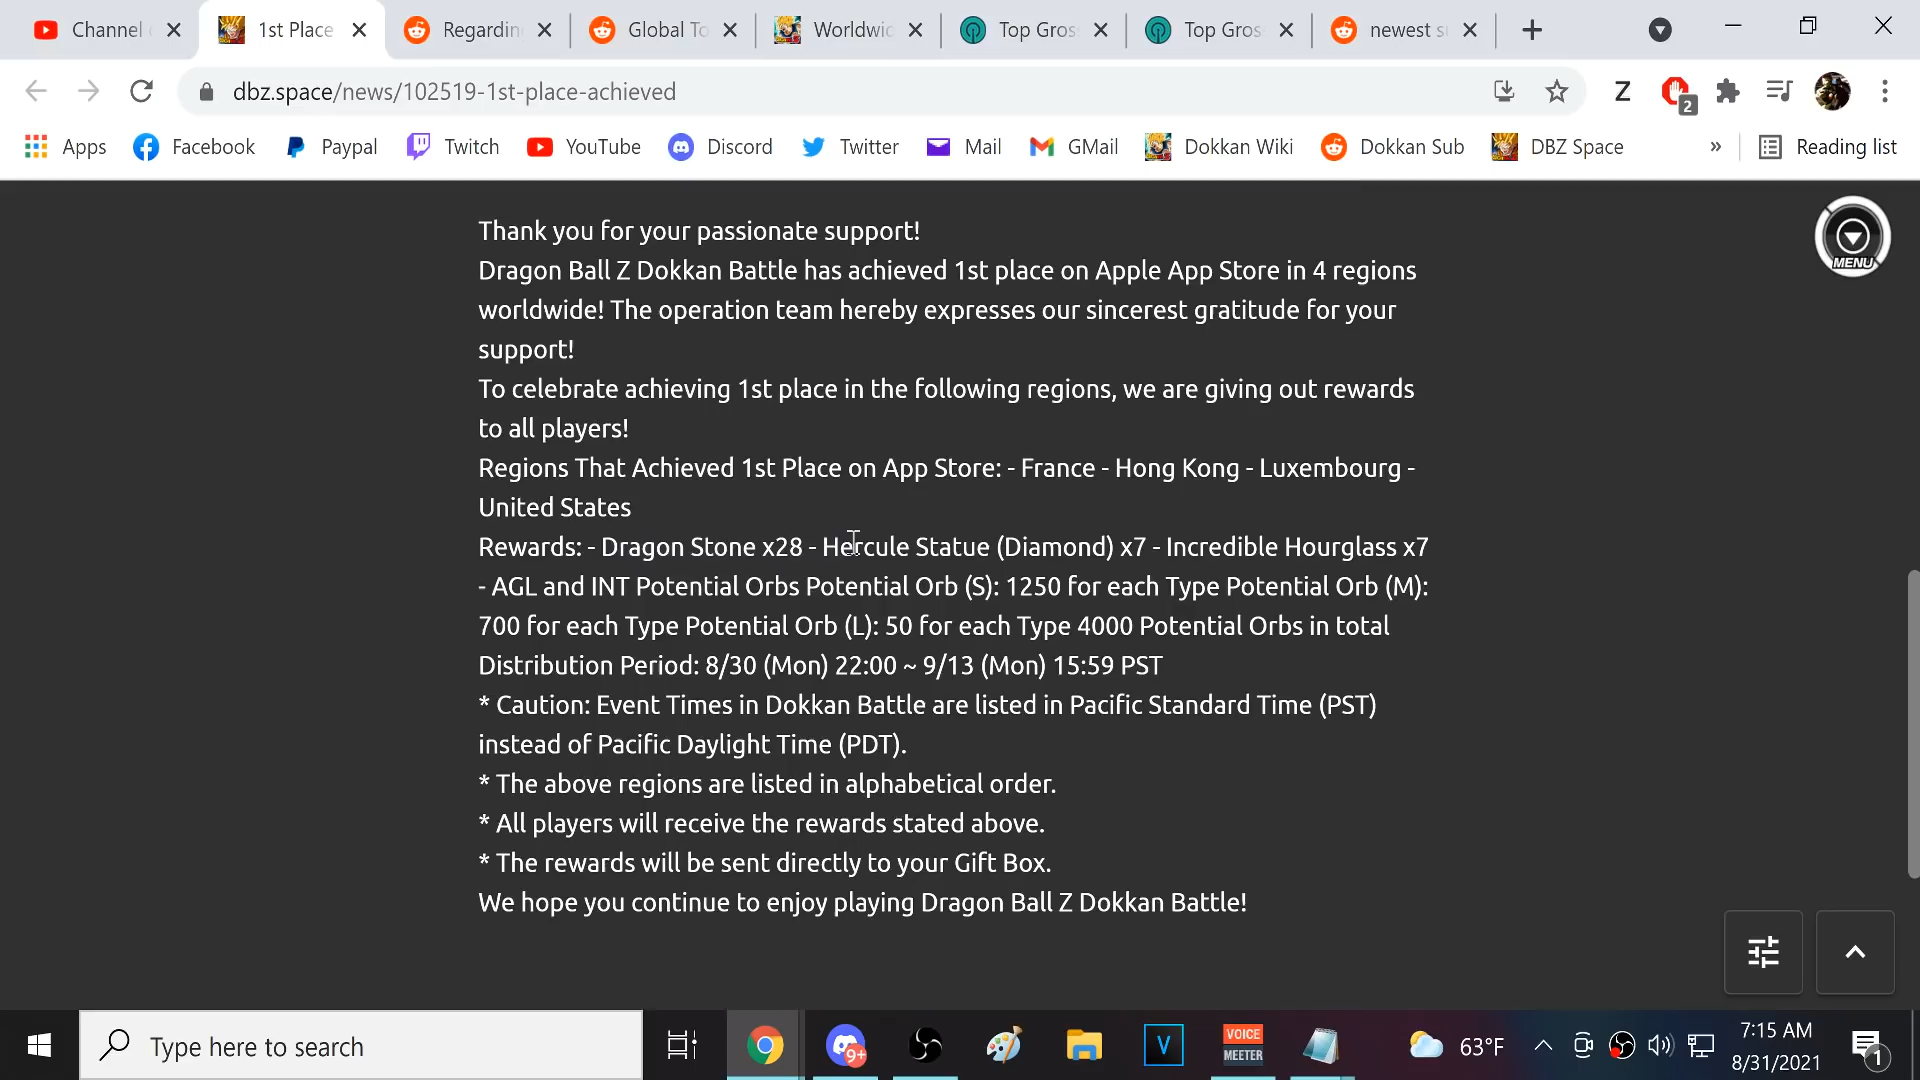 Channel
1st Place
Regardin
Global To
Worldwid
Top Gros
Top Gros
newest s
dbz.space/news/102519-1st-place-achieved
Z
2
Apps
Facebook
Paypal
Twitch
YouTube
Discord
Twitter
Mail
GMail
Dokkan Wiki
Dokkan Sub
DBZ Space
»
Reading list
MENU
Thank you for your passionate support!
Dragon Ball Z Dokkan Battle has achieved 1st place on Apple App Store in 4 regions
worldwide! The operation team hereby expresses our sincerest gratitude for your
support!
To celebrate achieving 1st place in the following regions, we are giving out rewards
to all players!
Regions That Achieved 1st Place on App Store: - France - Hong Kong - Luxembourg -
United States
Rewards: - Dragon Stone x28 - Hercule Statue (Diamond) x7 - Incredible Hourglass x7
- AGL and INT Potential Orbs Potential Orb (S): 1250 for each Type Potential Orb (M):
700 for each Type Potential Orb (L): 50 for each Type 4000 Potential Orbs in total
Distribution Period: 8/30 (Mon) 22:00 ~ 9/13 (Mon) 15:59 PST
* Caution: Event Times in Dokkan Battle are listed in Pacific Standard Time (PST)
instead of Pacific Daylight Time (PDT).
* The above regions are listed in alphabetical order.
* All players will receive the rewards stated above.
* The rewards will be sent directly to your Gift Box.
We hope you continue to enjoy playing Dragon Ball Z Dokkan Battle!
Type here to search
9+
V
VOICE
MEETER
63°F
7:15 AM
8/31/2021
1